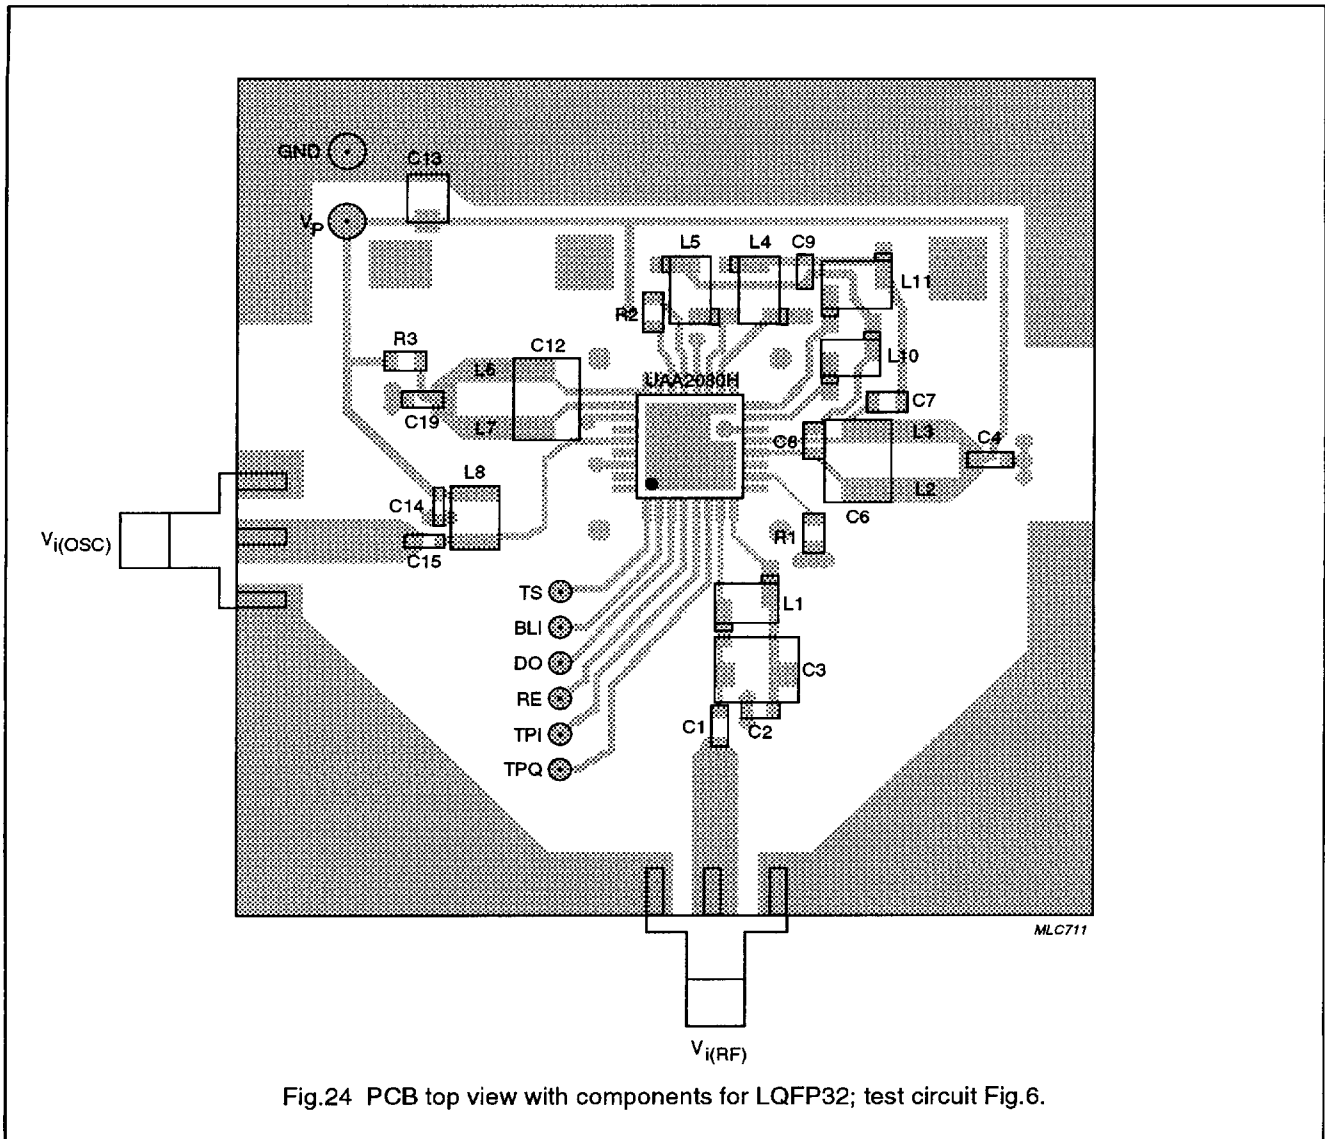 GND
C13
VP
L5
L4
C9
L11
R2
R3
C12
L10
L6
UAA2080H
C7
C19
L7
C8
L3
C4
L8
L2
C14
C6
Vi(OSC)
R1
C15
TS
L1
BLI
DO
C3
RE
C1
C2
TPI
TPQ
MLC711
Vi(RF)
Fig.24 PCB top view with components for LQFP32; test circuit Fig.6.